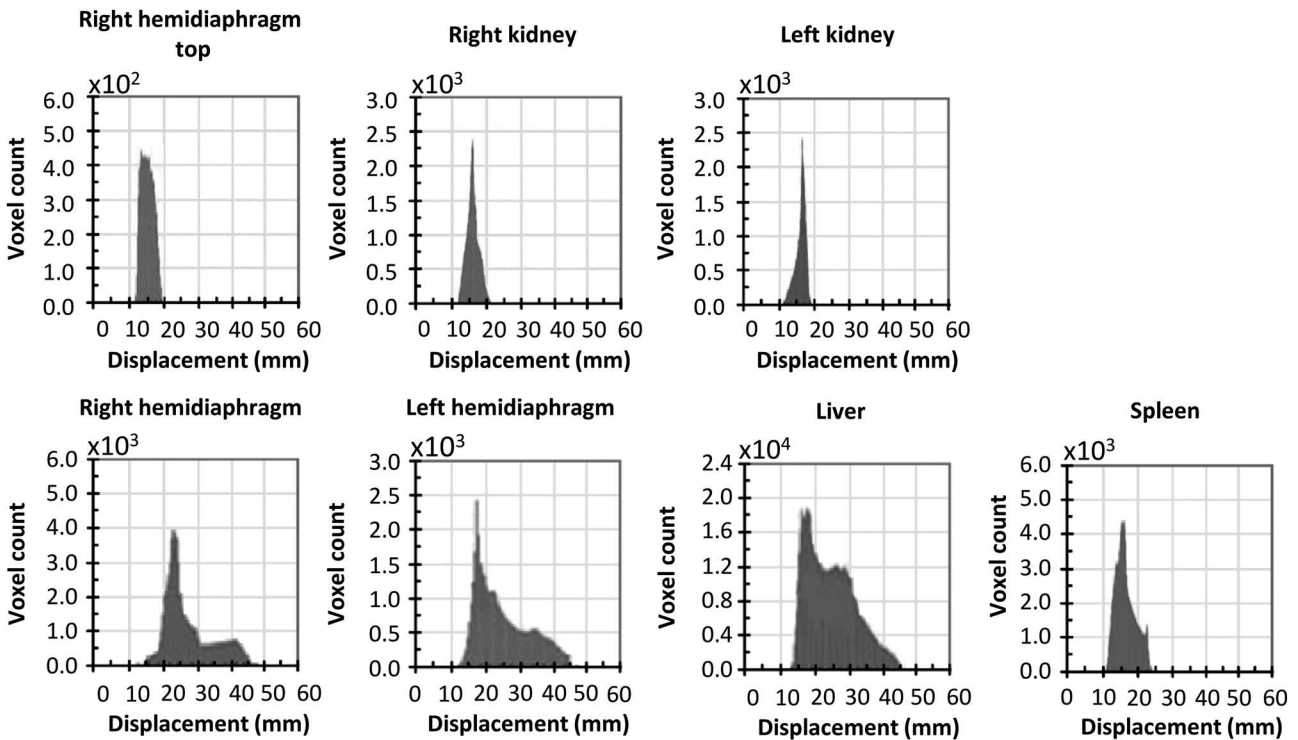 Right hemidiaphragm
top
x10²
6.0
5.0
4.0
3.0
2.0
1.0
0.0
Voxel count
0 10 20 30 40 50 60
Displacement (mm)
Right kidney
x10³
3.0
2.5
2.0
1.5
1.0
0.5
0.0
Voxel count
0 10 20 30 40 50 60
Displacement (mm)
Left kidney
x10³
3.0
2.5
2.0
1.5
1.0
0.5
0.0
Voxel count
0 10 20 30 40 50 60
Displacement (mm)
Right hemidiaphragm
x10³
6.0
5.0
4.0
3.0
2.0
1.0
0.0
Voxel count
0 10 20 30 40 50 60
Displacement (mm)
Left hemidiaphragm
x10³
3.0
2.5
2.0
1.5
1.0
0.5
0.0
Voxel count
0 10 20 30 40 50 60
Displacement (mm)
Liver
x10⁴
2.4
2.0
1.6
1.2
0.8
0.4
0.0
Voxel count
0 10 20 30 40 50 60
Displacement (mm)
Spleen
x10³
6.0
5.0
4.0
3.0
2.0
1.0
0.0
Voxel count
0 10 20 30 40 50 60
Displacement (mm)